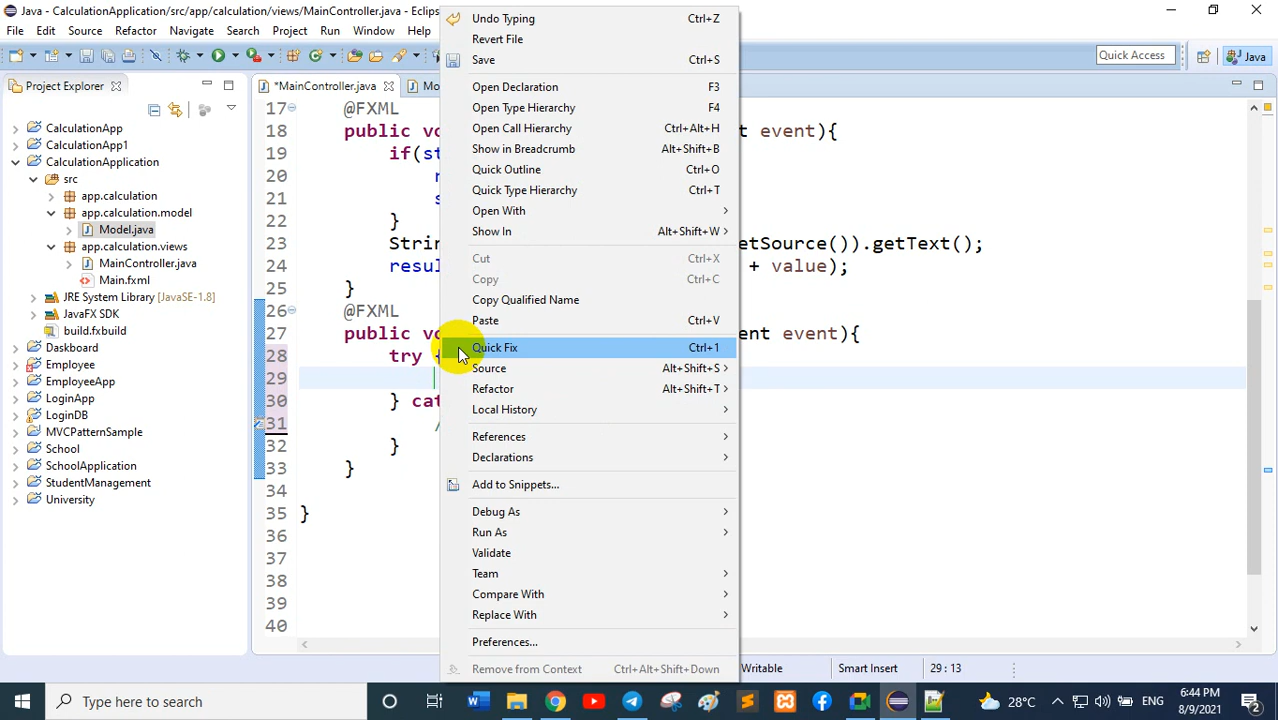 Java - CalculationApplication/src/app/calculation/views/MainController.java - Eclips
File Edit Source Refactor Navigate Search Project Run Window Help
Quick Access
Java
Project Explorer
*MainController.java
Mo
CalculationApp
CalculationApp1
CalculationApplication
src
app.calculation
app.calculation.model
Model.java
app.calculation.views
MainController.java
Main.fxml
JRE System Library [JavaSE-1.8]
JavaFX SDK
build.fxbuild
Daskboard
Employee
EmployeeApp
LoginApp
LoginDB
MVCPatternSample
School
SchoolApplication
StudentManagement
University
17 @FXML
18 public vo t event){
19 if(st
20 r
21 s
22 }
23 Strin etSource()).getText();
24 resul + value);
25 }
26 @FXML
27 public vo ent event){
28 try {
29
30 } cat
31 /
32 }
33 }
34
35 }
36
37
38
39
40
Undo Typing Ctrl+Z
Revert File
Save Ctrl+S
Open Declaration F3
Open Type Hierarchy F4
Open Call Hierarchy Ctrl+Alt+H
Show in Breadcrumb Alt+Shift+B
Quick Outline Ctrl+O
Quick Type Hierarchy Ctrl+T
Open With
Show In Alt+Shift+W
Cut Ctrl+X
Copy Ctrl+C
Copy Qualified Name
Paste Ctrl+V
Quick Fix Ctrl+1
Source Alt+Shift+S
Refactor Alt+Shift+T
Local History
References
Declarations
Add to Snippets...
Debug As
Run As
Validate
Team
Compare With
Replace With
Preferences...
Remove from Context Ctrl+Alt+Shift+Down
Writable
Smart Insert
29 : 13
Type here to search
28°C
ENG
6:44 PM
8/9/2021
2